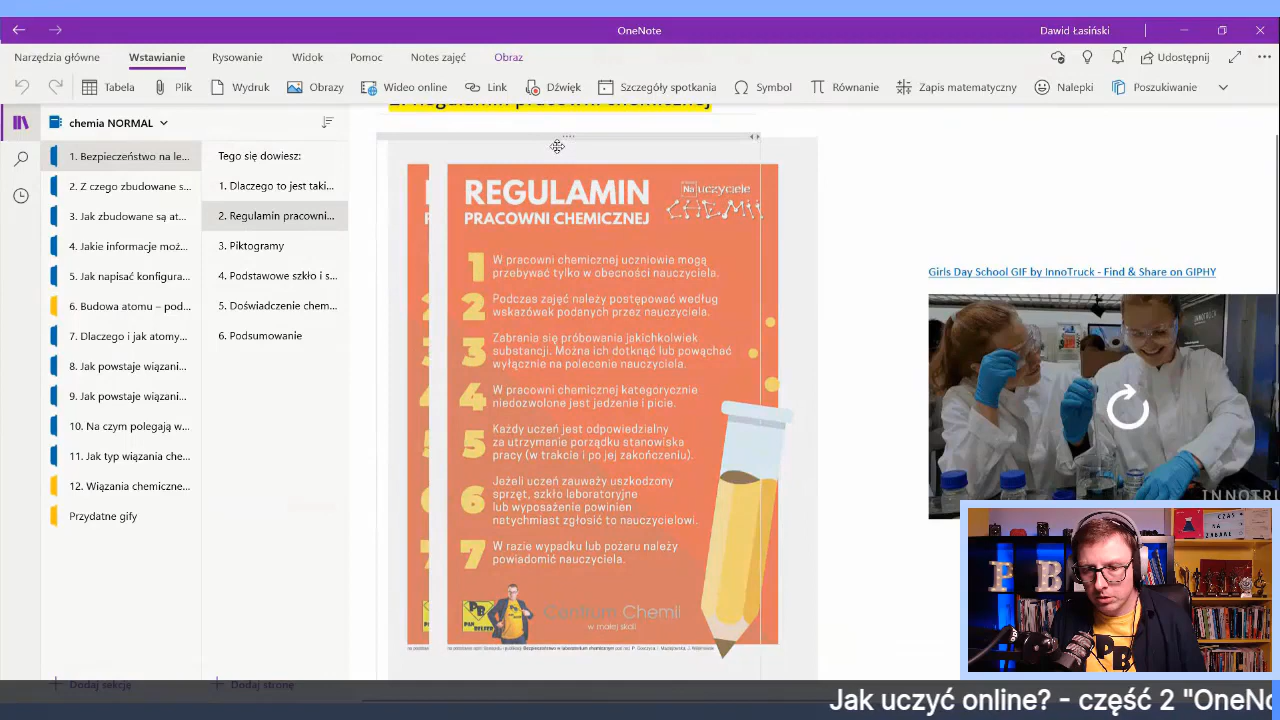 OneNote
Dawid Łasiński
Narzędzia główne Wstawianie Rysowanie Widok Pomoc Notes zajęć Obraz
7
Udostępnij
Tabela Plik Wydruk Obrazy Wideo online Link Dźwięk Szczegóły spotkania Symbol Równanie Zapis matematyczny Nalepki Poszukiwanie
chemia NORMAL
1. Bezpieczeństwo na le...
2. Z czego zbudowane s...
3. Jak zbudowane są at...
4. Jakie informacje moż...
5. Jak napisać konfigura...
6. Budowa atomu – pod...
7. Dlaczego i jak atomy...
8. Jak powstaje wiązani...
9. Jak powstaje wiązani...
10. Na czym polegają w...
11. Jak typ wiązania che...
12. Wiązania chemiczne...
Przydatne gify
Dodaj sekcję
Tego się dowiesz:
1. Dlaczego to jest taki...
2. Regulamin pracowni...
3. Piktogramy
4. Podstawowe szkło i s...
5. Doświadczenie chem...
6. Podsumowanie
Dodaj stronę
2. Regulamin pracowni chemicznej
REGULAMIN
PRACOWNI CHEMICZNEJ
Nauczyciele
CHEMII
1 W pracowni chemicznej uczniowie mogą
przebywać tylko w obecności nauczyciela.
2 Podczas zajęć należy postępować według
wskazówek podanych przez nauczyciela.
3 Zabrania się próbowania jakichkolwiek
substancji. Można ich dotknąć lub powąchać
wyłącznie na polecenie nauczyciela.
4 W pracowni chemicznej kategorycznie
niedozwolone jest jedzenie i picie.
5 Każdy uczeń jest odpowiedzialny
za utrzymanie porządku stanowiska
pracy (w trakcie i po jej zakończeniu).
6 Jeżeli uczeń zauważy uszkodzony
sprzęt, szkło laboratoryjne
lub wyposażenie powinien
natychmiast zgłosić to nauczycielowi.
7 W razie wypadku lub pożaru należy
powiadomić nauczyciela.
PB
PAN BELFER
Centrum Chemii
w małej skali
Girls Day School GIF by InnoTruck - Find & Share on GIPHY
INNOTRU
P B
B
Jak uczyć online? - część 2 "OneNo